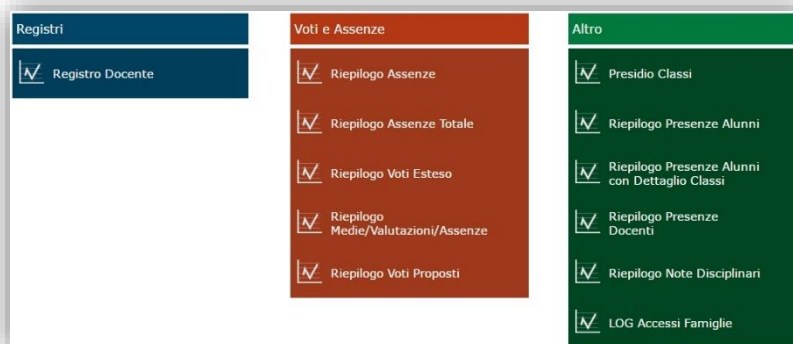 Registri
Registro Docente
Voti e Assenze
Riepilogo Assenze
Riepilogo Assenze Totale
Riepilogo Voti Esteso
Riepilogo
Medie/Valutazioni/Assenze
Riepilogo Voti Proposti
Altro
Presidio Classi
Riepilogo Presenze Alunni
Riepilogo Presenze Alunni
con Dettaglio Classi
Riepilogo Presenze
Docenti
Riepilogo Note Disciplinari
LOG Accessi Famiglie